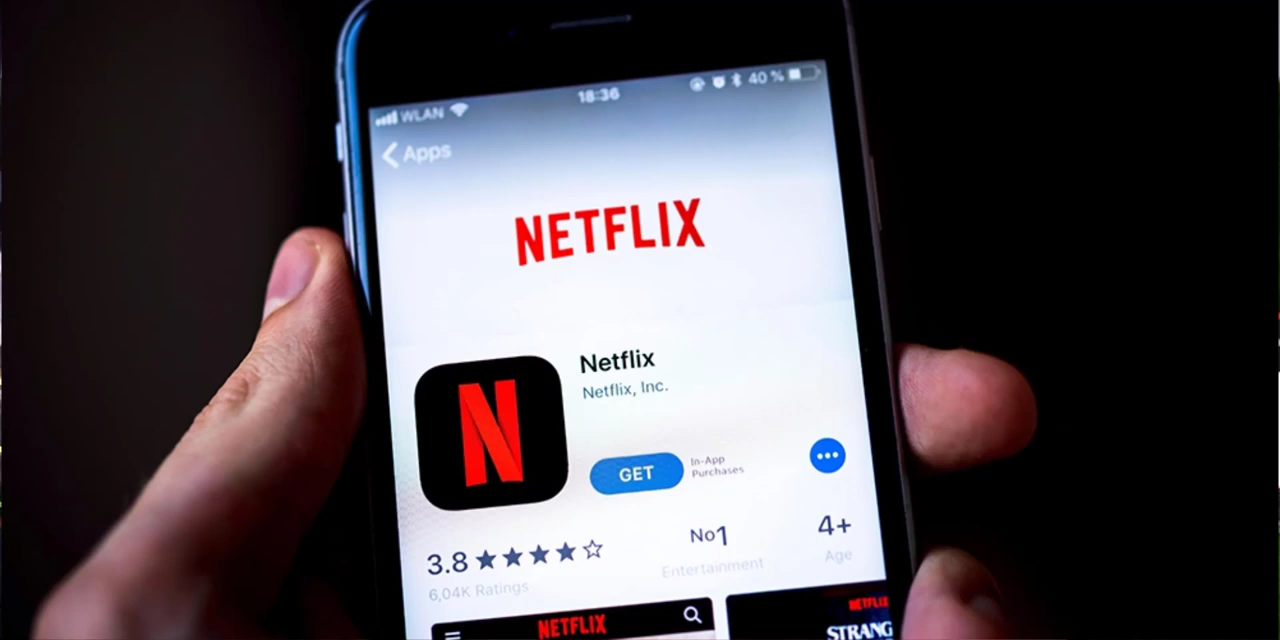 WLAN 18:36 40 %
Apps
NETFLIX
Netflix
Netflix, Inc.
GET In-App Purchases
3.8 No1 4+
6,04K Ratings Entertainment Age
NETFLIX NETFLIX
STRANG